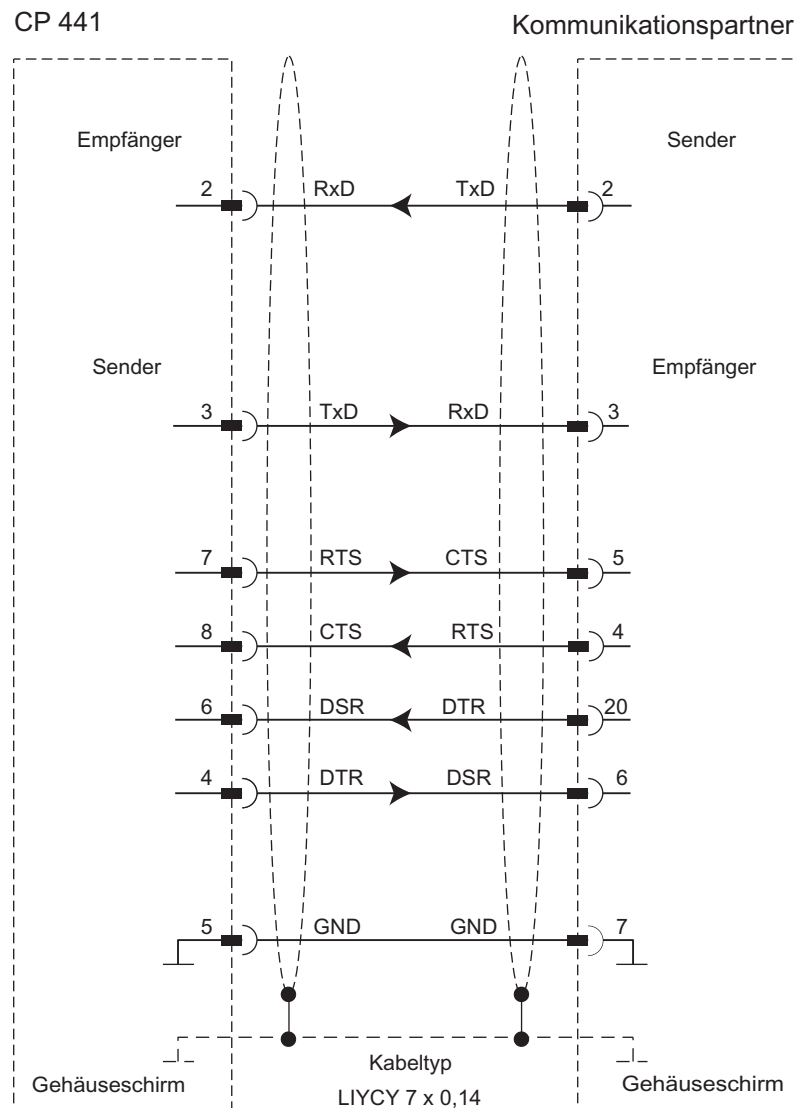 CP 441 Kommunikationspartner
Empfänger Sender
2 RxD TxD 2
Sender Empfänger
3 TxD RxD 3
7 RTS CTS 5
8 CTS RTS 4
6 DSR DTR 20
4 DTR DSR 6
5 GND GND 7
Kabeltyp
Gehäuseschirm Gehäuseschirm
LIYCY 7 x 0,14